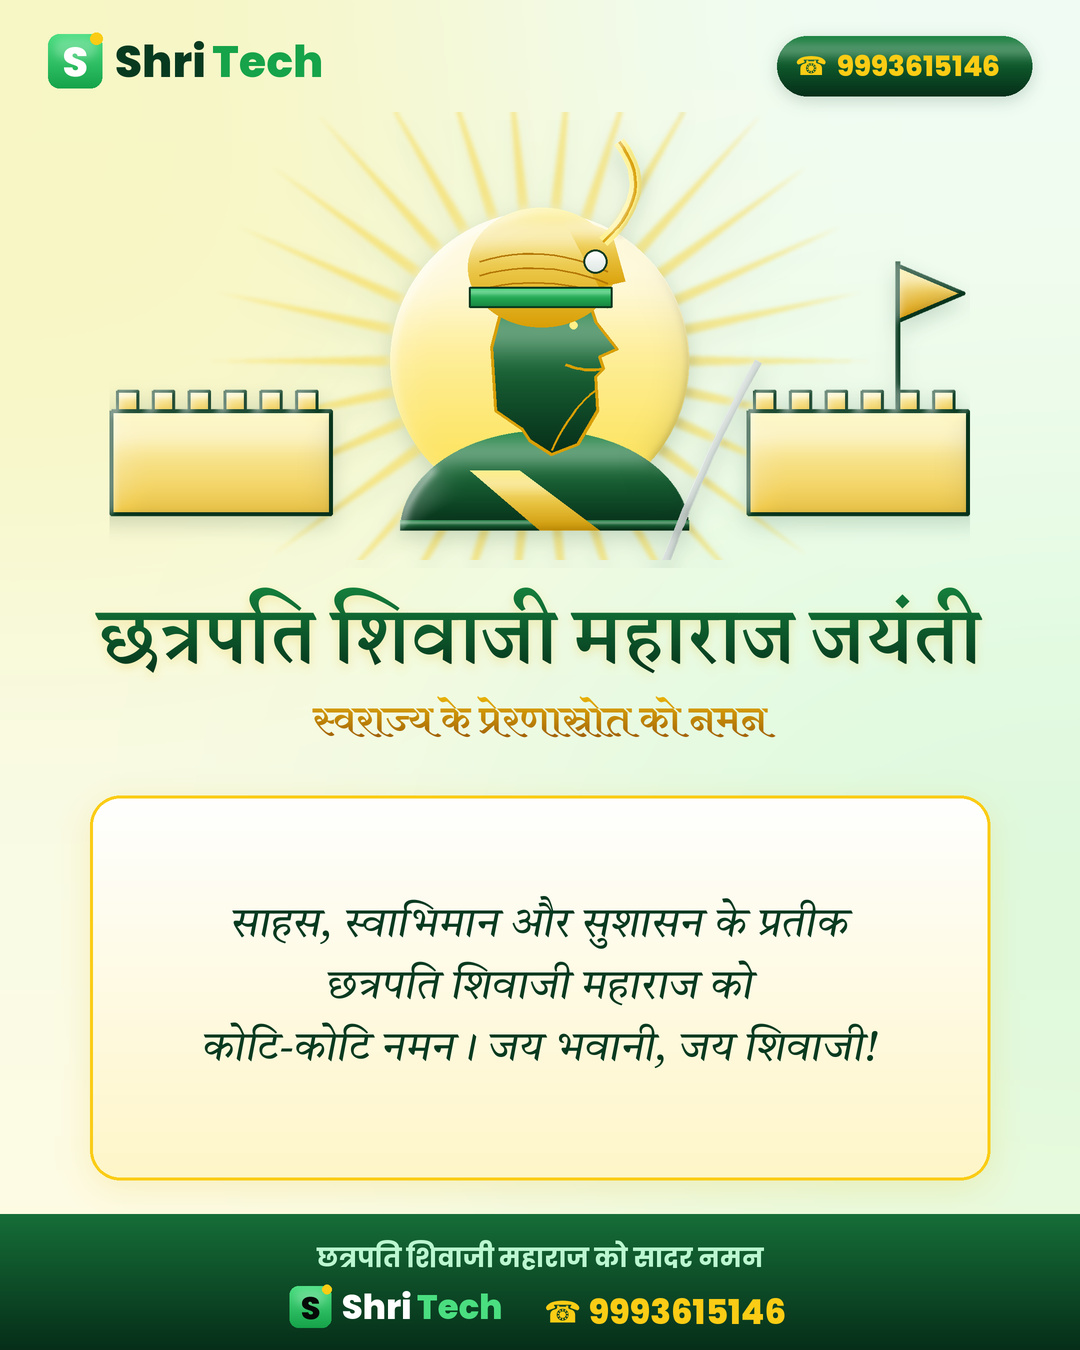 S Shri Tech
☎ 9993615146
छत्रपति शिवाजी महाराज जयंती
स्वराज्य के प्रेरणास्रोत को नमन
साहस, स्वाभिमान और सुशासन के प्रतीक
छत्रपति शिवाजी महाराज को
कोटि-कोटि नमन। जय भवानी, जय शिवाजी!
छत्रपति शिवाजी महाराज को सादर नमन
S Shri Tech ☎ 9993615146